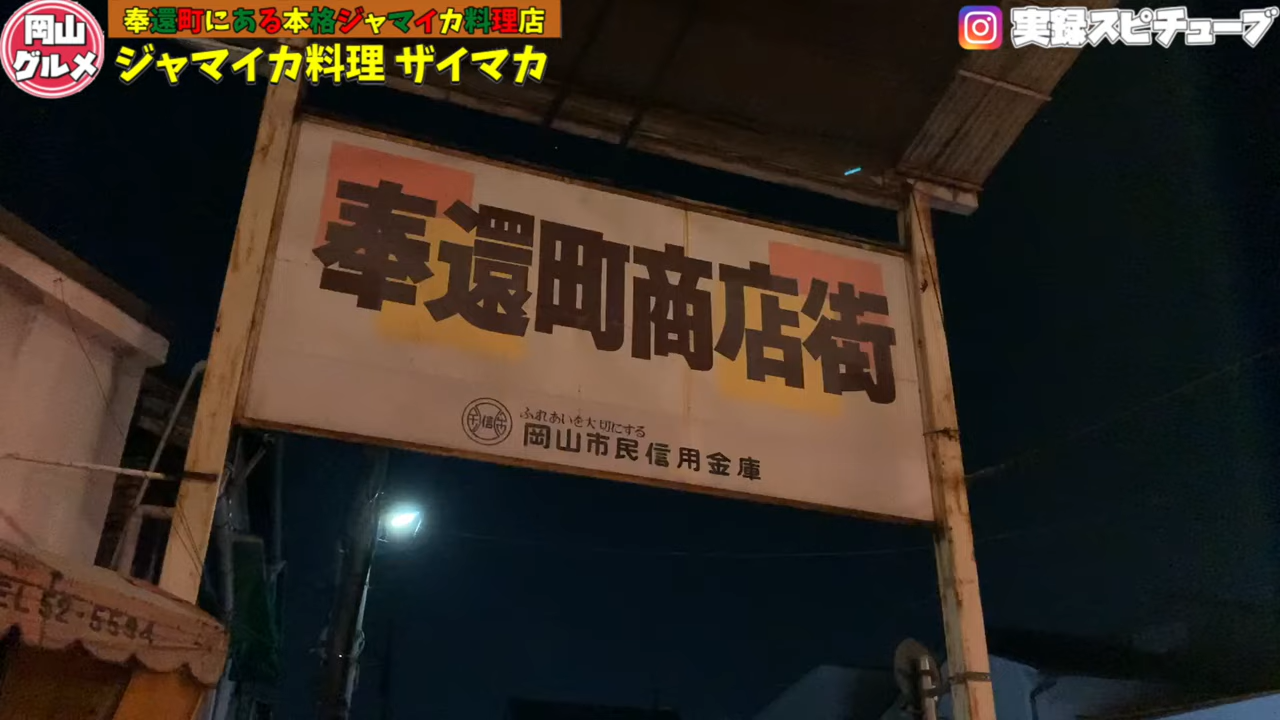 岡山
グルメ
奉還町にある本格ジャマイカ料理店
ジャマイカ料理 ザイマカ
実録スピチューブ
奉還町商店街
信
ふれあいを大切にする
岡山市民信用金庫
TEL 52-5594